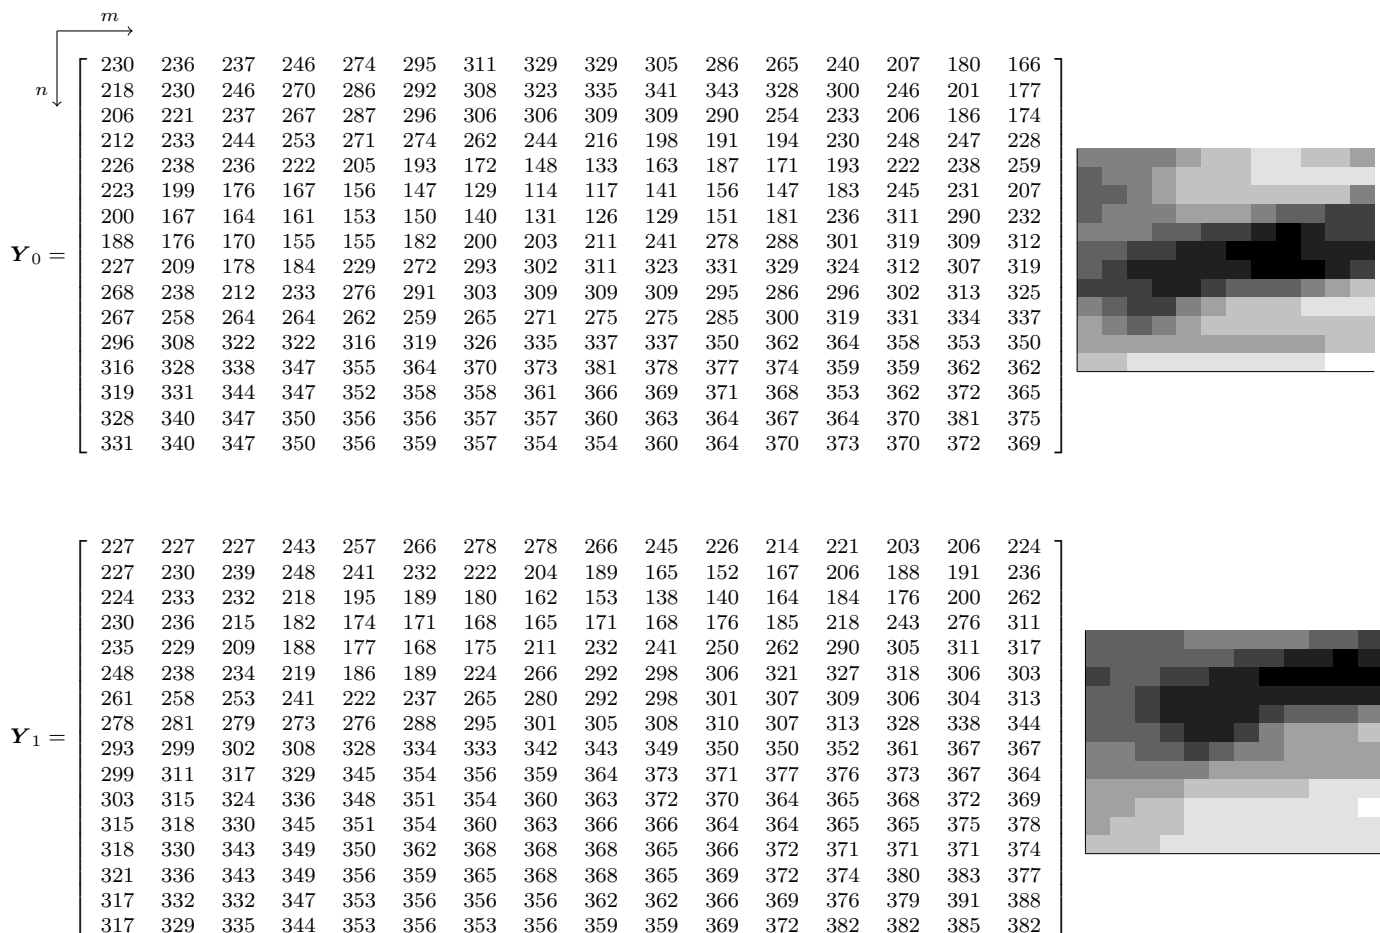 m
n
230 236 237 246 274 295 311 329 329 305 286 265 240 207 180 166
218 230 246 270 286 292 308 323 335 341 343 328 300 246 201 177
206 221 237 267 287 296 306 306 309 309 290 254 233 206 186 174
212 233 244 253 271 274 262 244 216 198 191 194 230 248 247 228
226 238 236 222 205 193 172 148 133 163 187 171 193 222 238 259
223 199 176 167 156 147 129 114 117 141 156 147 183 245 231 207
200 167 164 161 153 150 140 131 126 129 151 181 236 311 290 232
Y₀ = 188 176 170 155 155 182 200 203 211 241 278 288 301 319 309 312
227 209 178 184 229 272 293 302 311 323 331 329 324 312 307 319
268 238 212 233 276 291 303 309 309 309 295 286 296 302 313 325
267 258 264 264 262 259 265 271 275 275 285 300 319 331 334 337
296 308 322 322 316 319 326 335 337 337 350 362 364 358 353 350
316 328 338 347 355 364 370 373 381 378 377 374 359 359 362 362
319 331 344 347 352 358 358 361 366 369 371 368 353 362 372 365
328 340 347 350 356 356 357 357 360 363 364 367 364 370 381 375
331 340 347 350 356 359 357 354 354 360 364 370 373 370 372 369
227 227 227 243 257 266 278 278 266 245 226 214 221 203 206 224
227 230 239 248 241 232 222 204 189 165 152 167 206 188 191 236
224 233 232 218 195 189 180 162 153 138 140 164 184 176 200 262
230 236 215 182 174 171 168 165 171 168 176 185 218 243 276 311
235 229 209 188 177 168 175 211 232 241 250 262 290 305 311 317
248 238 234 219 186 189 224 266 292 298 306 321 327 318 306 303
261 258 253 241 222 237 265 280 292 298 301 307 309 306 304 313
Y₁ = 278 281 279 273 276 288 295 301 305 308 310 307 313 328 338 344
293 299 302 308 328 334 333 342 343 349 350 350 352 361 367 367
299 311 317 329 345 354 356 359 364 373 371 377 376 373 367 364
303 315 324 336 348 351 354 360 363 372 370 364 365 368 372 369
315 318 330 345 351 354 360 363 366 366 364 364 365 365 375 378
318 330 343 349 350 362 368 368 368 365 366 372 371 371 371 374
321 336 343 349 356 359 365 368 368 365 369 372 374 380 383 377
317 332 332 347 353 356 356 356 362 362 366 369 376 379 391 388
317 329 335 344 353 356 353 356 359 359 369 372 382 382 385 382